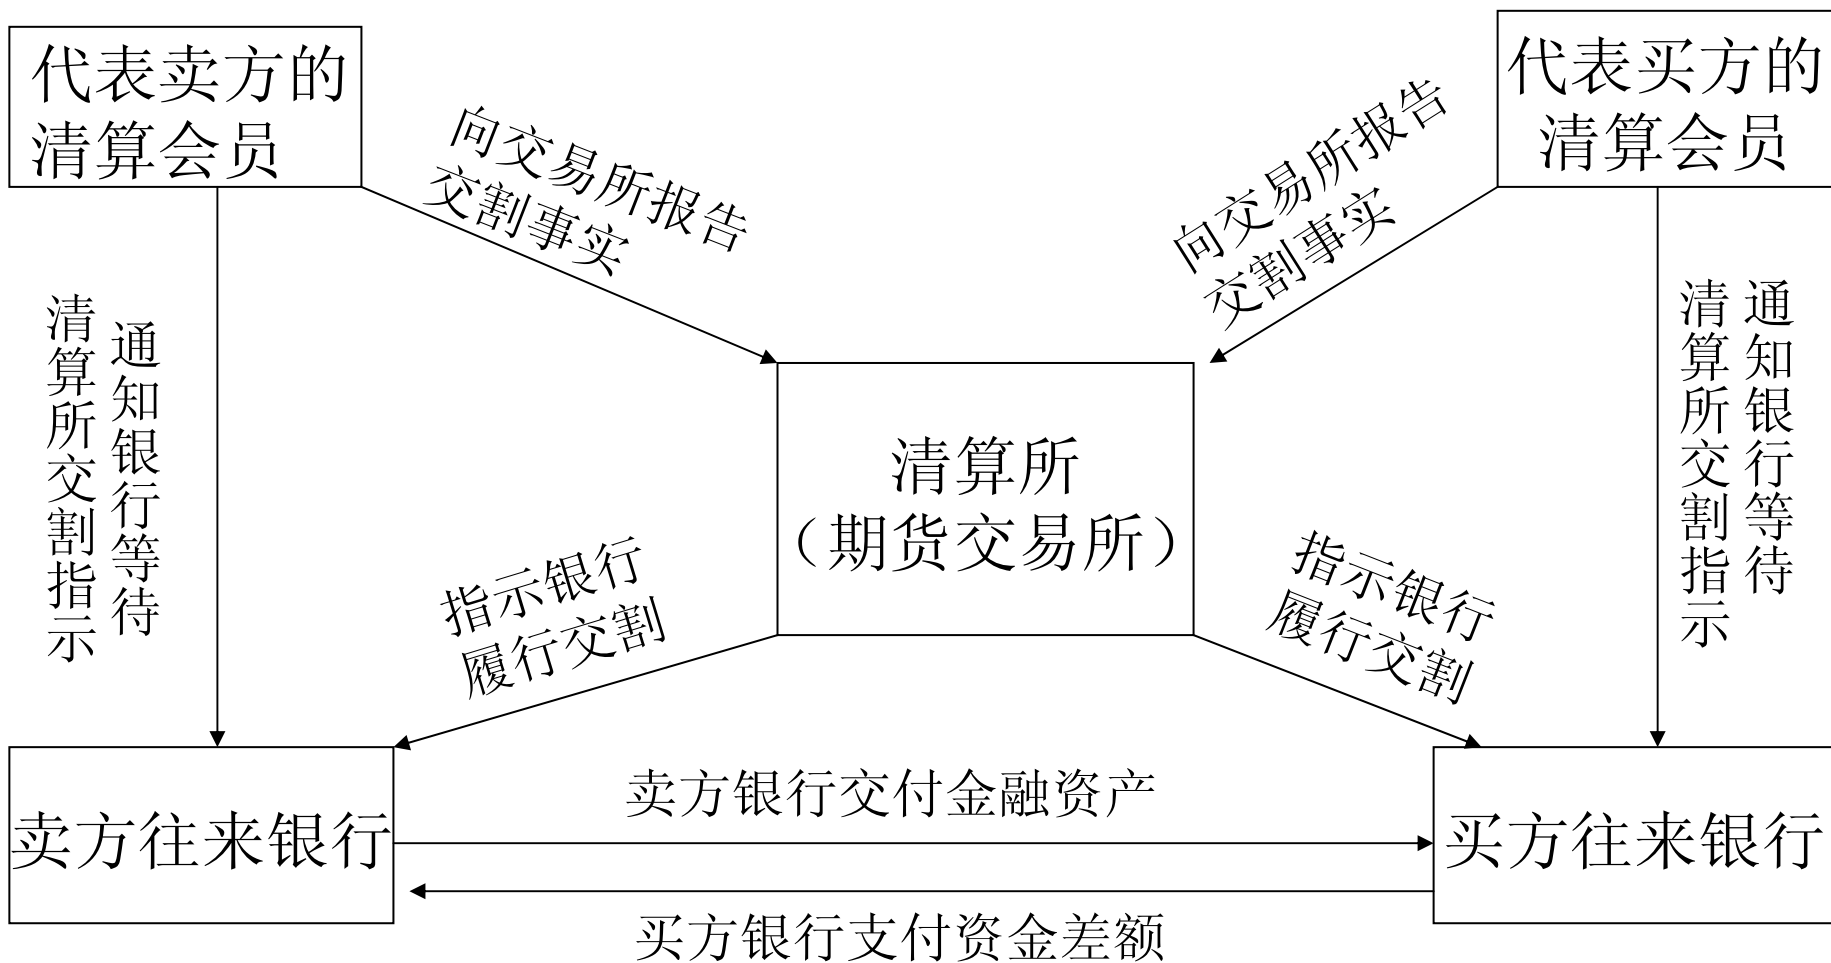 代表卖方的
清算会员
代表买方的
清算会员
向交易所报告
交割事实
向交易所报告
交割事实
通知银行等待
清算所交割指示
通知银行等待
清算所交割指示
清算所
（期货交易所）
指示银行
履行交割
指示银行
履行交割
卖方往来银行
卖方银行交付金融资产
买方往来银行
买方银行支付资金差额